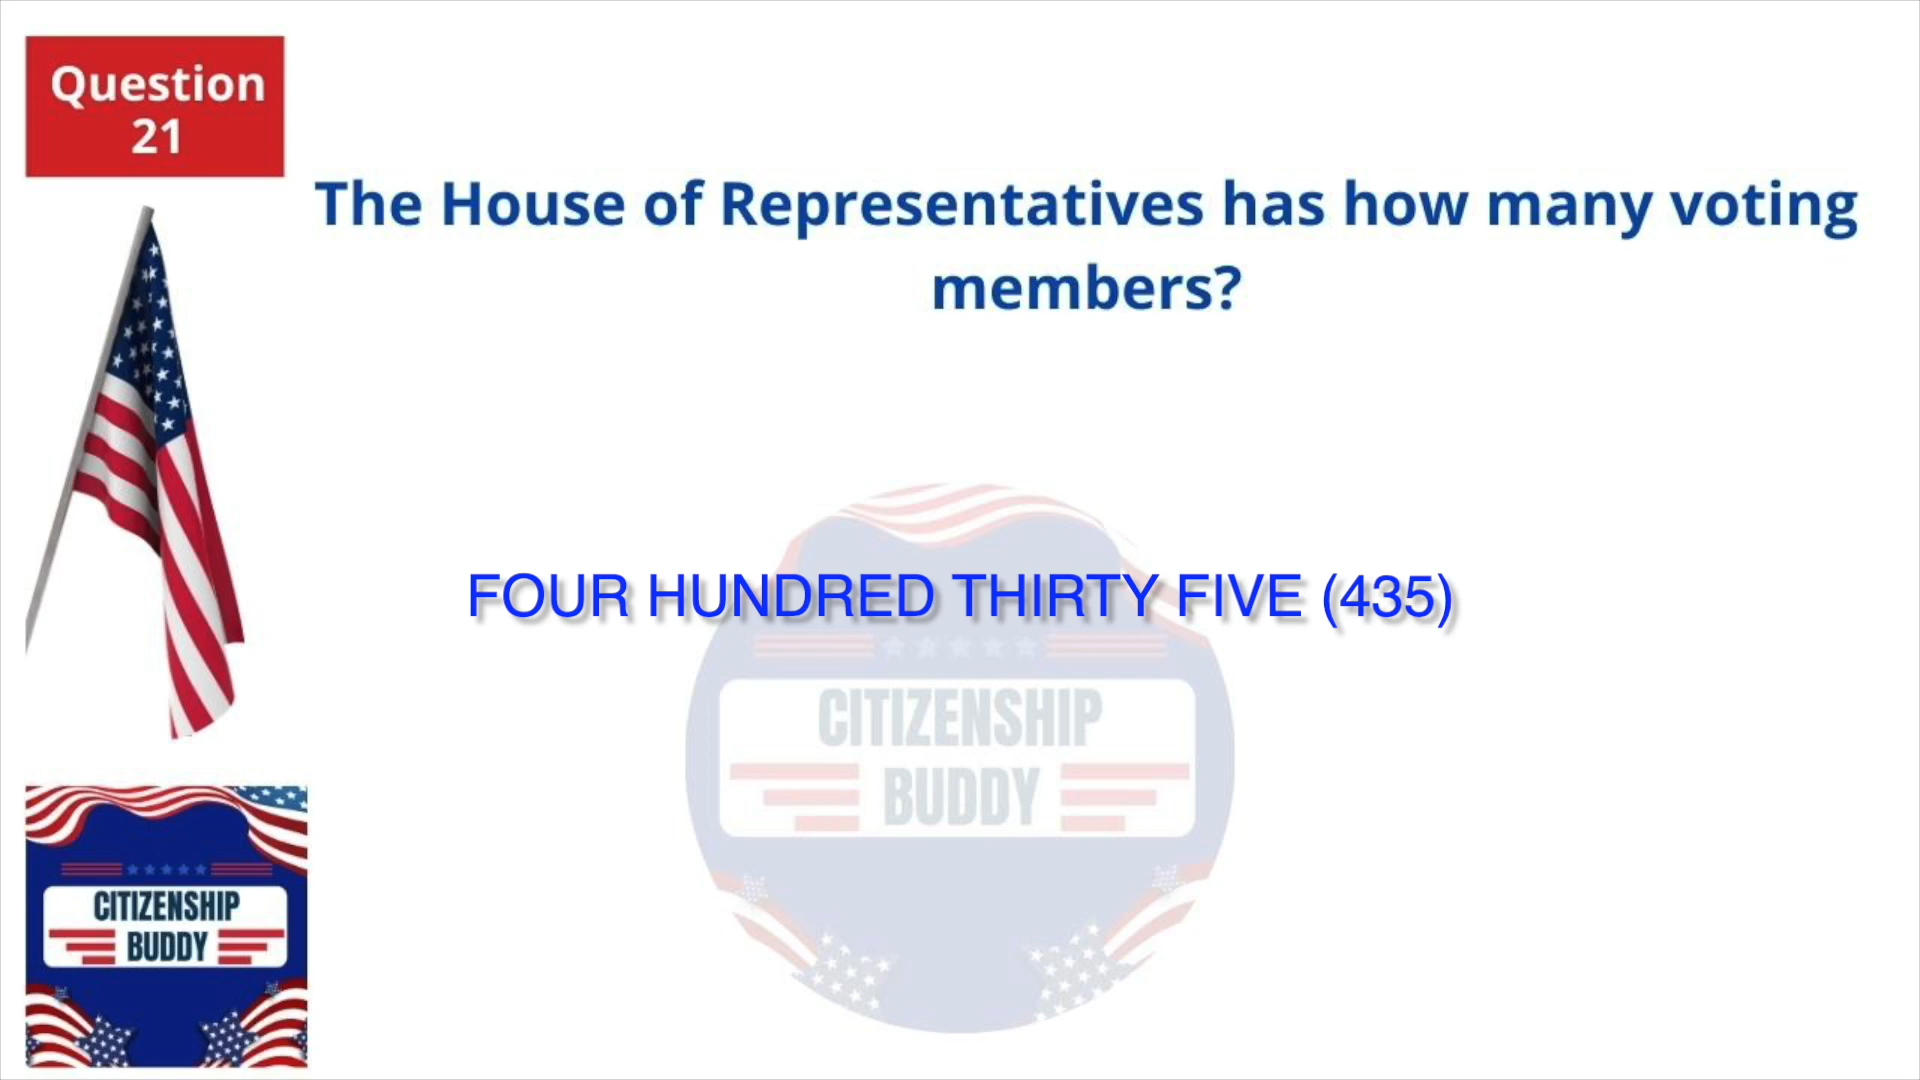 Question
21
The House of Representatives has how many voting
members?
FOUR HUNDRED THIRTY FIVE (435)
CITIZENSHIP
BUDDY
CITIZENSHIP
BUDDY